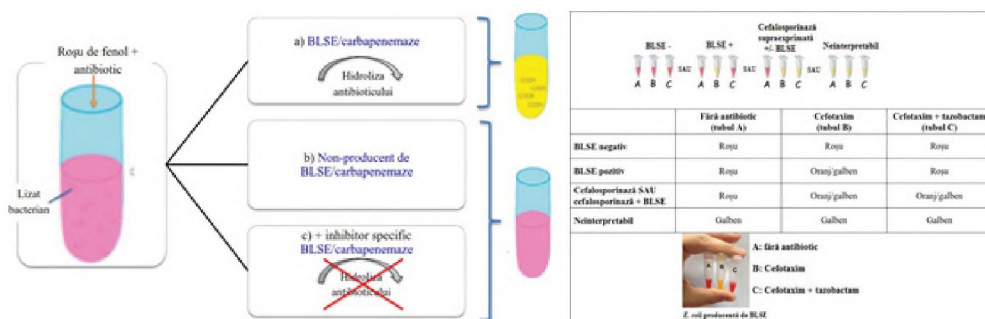 Roșu de fenol +
antibiotic
Lizat
bacterian
a) BLSE/carbapenemaze
Hidroliza
antibioticului
b) Non-producent de
BLSE/carbapenemaze
c) + inhibitor specific
BLSE/carbapenemaze
Hidroliza
antibioticului
COOH
COOH
BLSE -
BLSE +
Cefalosporinază
supraexprimată
+/- BLSE
Neinterpretabil
SAU SAU SAU
A B C A B C A B C A B C
Fără antibiotic
(tubul A)
Cefotaxim
(tubul B)
Cefotaxim + tazobactam
(tubul C)
BLSE negativ Roșu Roșu Roșu
BLSE pozitiv Roșu Oranj/galben Roșu
Cefalosporinază SAU
cefalosporinază + BLSE Roșu Oranj/galben Oranj/galben
Neinterpretabil Galben Galben Galben
A B C
A: fără antibiotic
B: Cefotaxim
C: Cefotaxim + tazobactam
E. coli producentă de BLSE